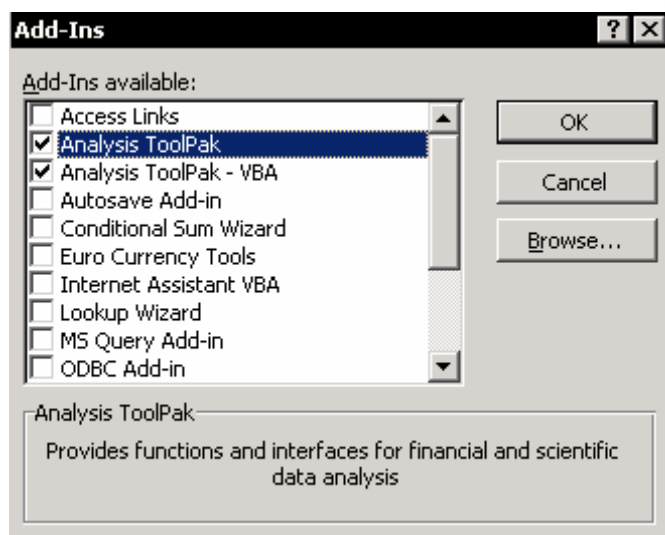 Add-Ins
Add-Ins available:
Access Links
Analysis ToolPak
Analysis ToolPak - VBA
Autosave Add-in
Conditional Sum Wizard
Euro Currency Tools
Internet Assistant VBA
Lookup Wizard
MS Query Add-in
ODBC Add-in
OK
Cancel
Browse...
Analysis ToolPak
Provides functions and interfaces for financial and scientific
data analysis